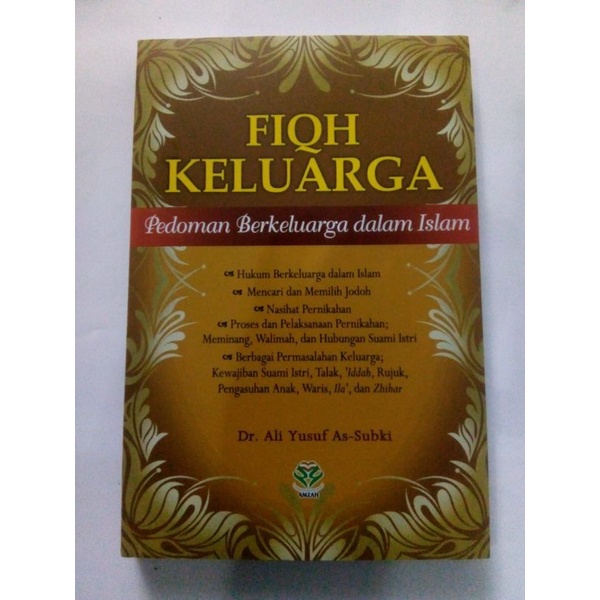 FIQH
KELUARGA
Pedoman Berkeluarga dalam Islam
Hukum Berkeluarga dalam Islam
Mencari dan Memilih Jodoh
Nasihat Pernikahan
Proses dan Pelaksanaan Pernikahan;
Meminang, Walimah, dan Hubungan Suami Istri
Berbagai Permasalahan Keluarga;
Kewajiban Suami Istri, Talak, 'Iddah, Rujuk,
Pengasuhan Anak, Waris, Ila', dan Zhihar
Dr. Ali Yusuf As-Subki
AMZAH